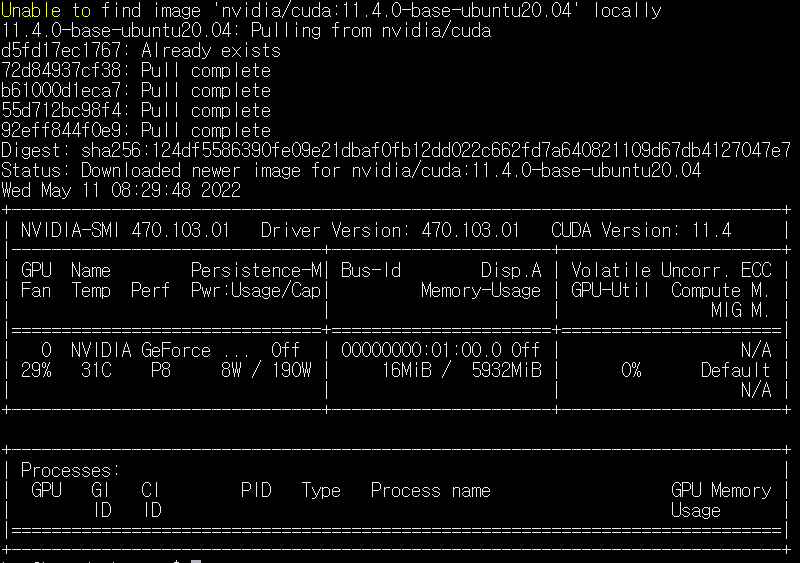 Unable to find image 'nvidia/cuda:11.4.0-base-ubuntu20.04' locally
11.4.0-base-ubuntu20.04: Pulling from nvidia/cuda
d5fd17ec1767: Already exists
72d84937cf38: Pull complete
b61000d1eca7: Pull complete
55d712bc98f4: Pull complete
92eff844f0e9: Pull complete
Digest: sha256:124df5586390fe09e21dbaf0fb12dd022c662fd7a640821109d67db4127047e7
Status: Downloaded newer image for nvidia/cuda:11.4.0-base-ubuntu20.04
Wed May 11 08:29:48 2022
NVIDIA-SMI 470.103.01 Driver Version: 470.103.01 CUDA Version: 11.4
GPU Name Persistence-M| Bus-Id Disp.A | Volatile Uncorr. ECC
Fan Temp Perf Pwr:Usage/Cap| Memory-Usage | GPU-Util Compute M.
MIG M.
0 NVIDIA GeForce ... Off | 00000000:01:00.0 Off | N/A
29% 31C P8 8W / 190W | 16MiB / 5932MiB | 0% Default
N/A
Processes:
GPU GI CI PID Type Process name GPU Memory
ID ID Usage